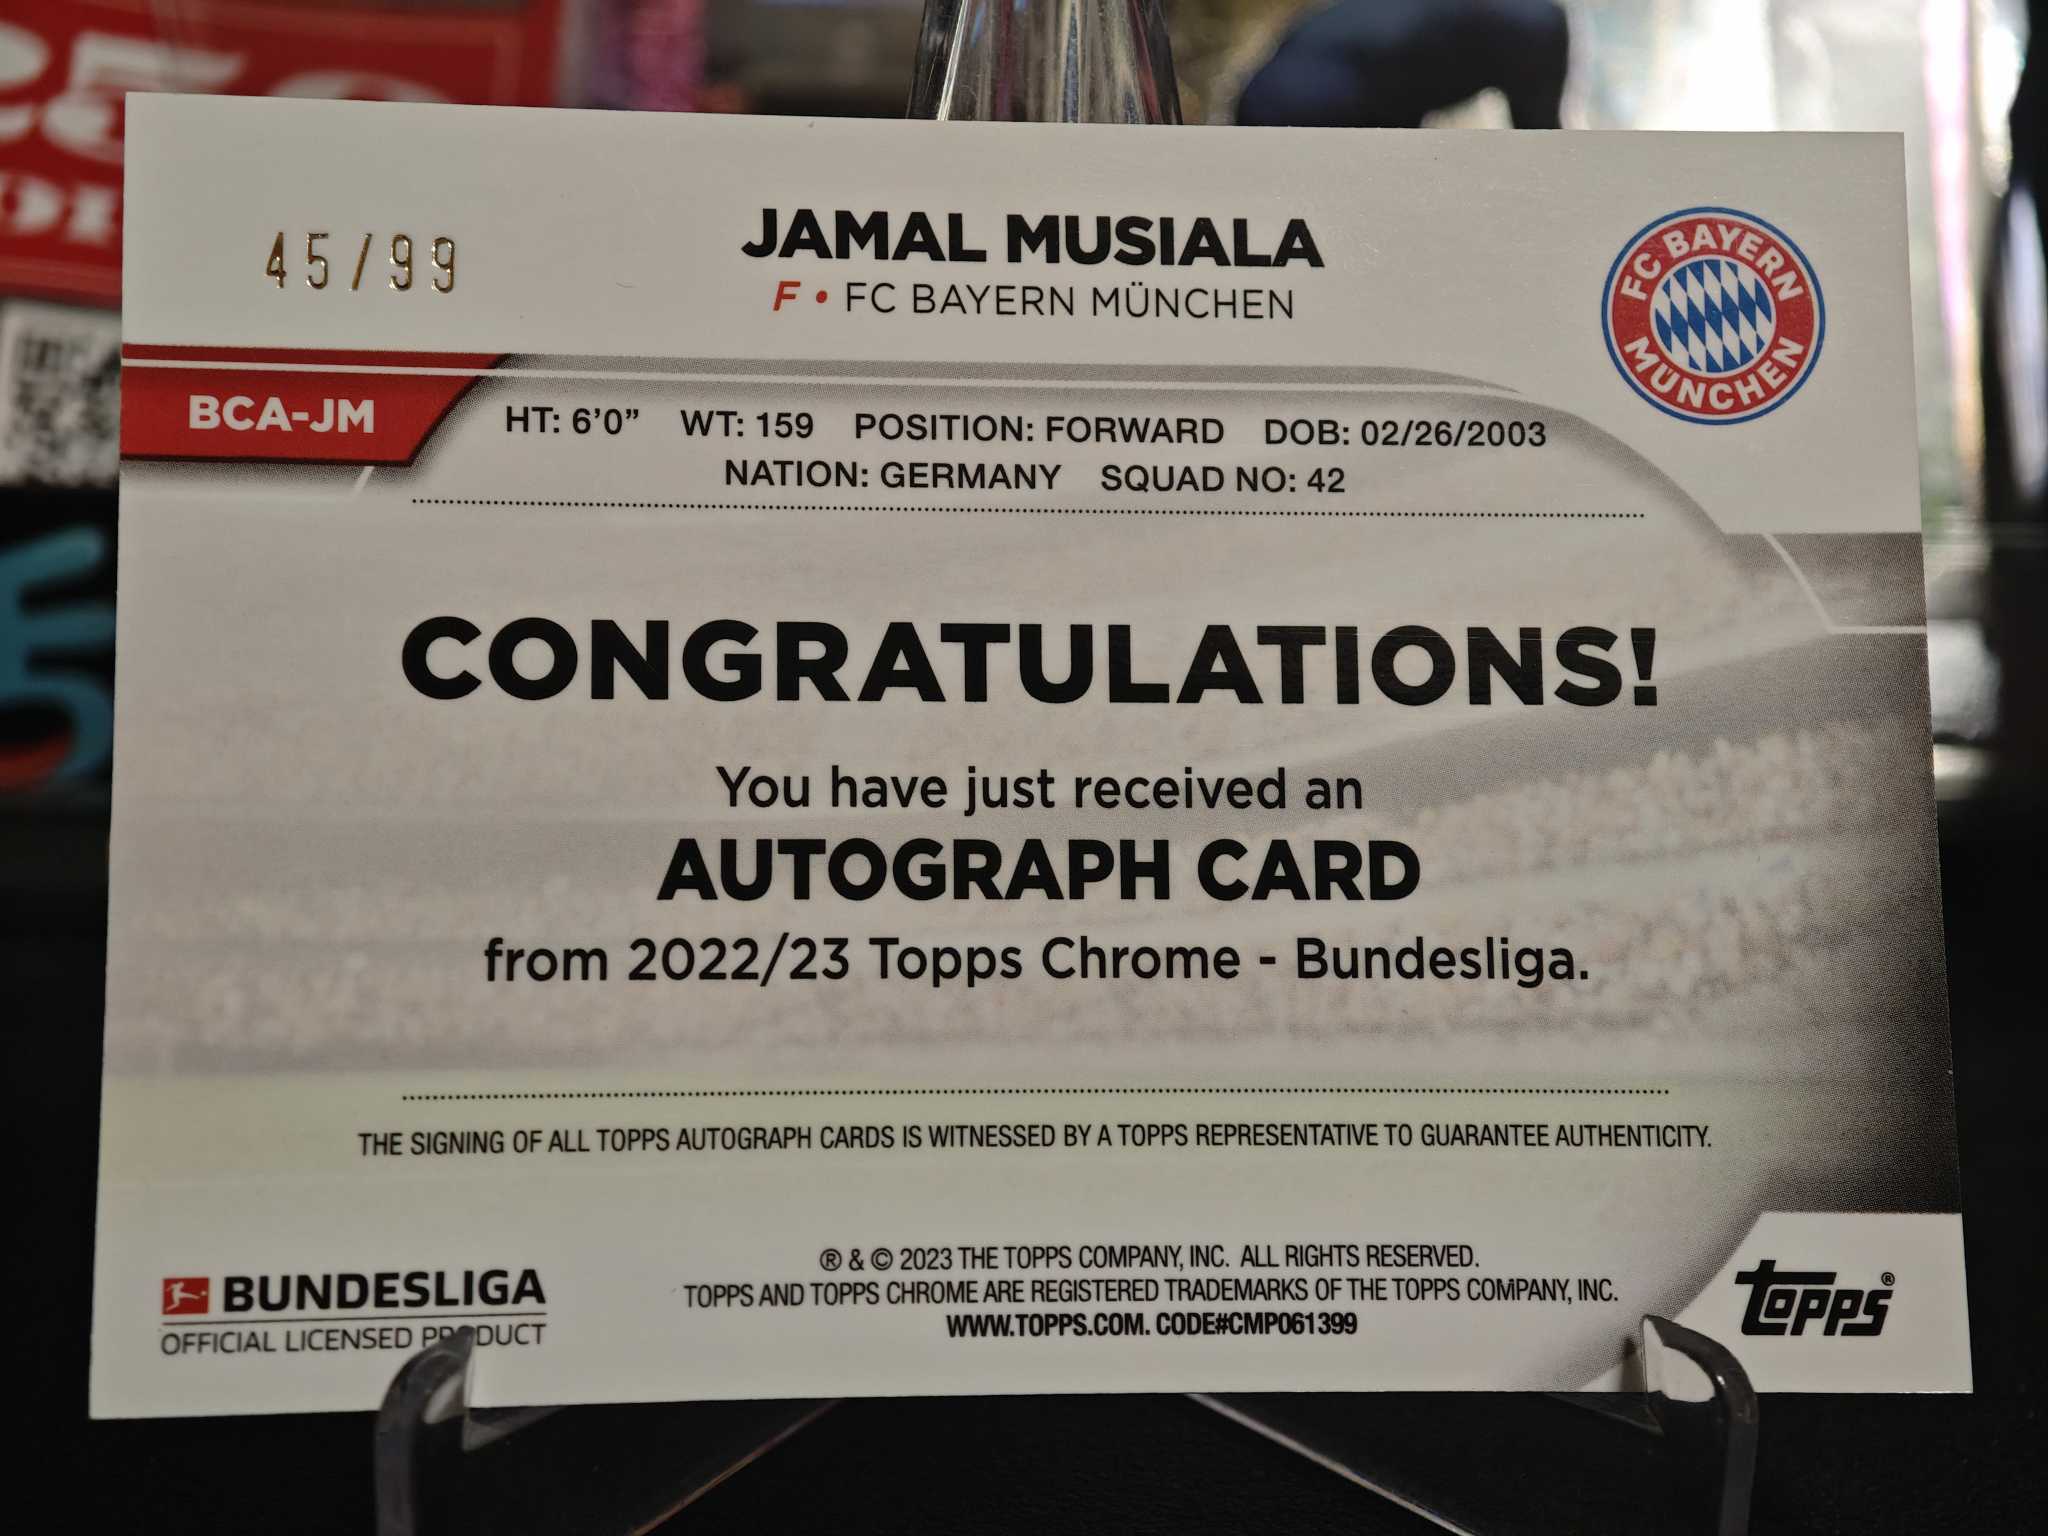 45/99
JAMAL MUSIALA
F • FC BAYERN MÜNCHEN
FC BAYERN
MÜNCHEN
BCA-JM
HT: 6'0" WT: 159 POSITION: FORWARD DOB: 02/26/2003
NATION: GERMANY SQUAD NO: 42
CONGRATULATIONS!
You have just received an
AUTOGRAPH CARD
from 2022/23 Topps Chrome - Bundesliga.
THE SIGNING OF ALL TOPPS AUTOGRAPH CARDS IS WITNESSED BY A TOPPS REPRESENTATIVE TO GUARANTEE AUTHENTICITY.
BUNDESLIGA
OFFICIAL LICENSED PRODUCT
® & © 2023 THE TOPPS COMPANY, INC. ALL RIGHTS RESERVED.
TOPPS AND TOPPS CHROME ARE REGISTERED TRADEMARKS OF THE TOPPS COMPANY, INC.
WWW.TOPPS.COM. CODE#CMP061399
topps®